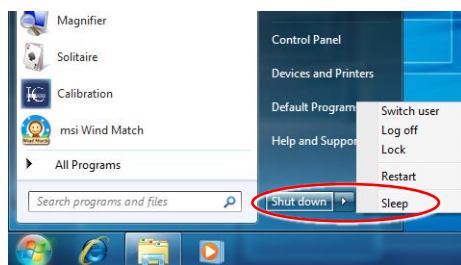 Magnifier
Solitaire
Calibration
msi Wind Match
All Programs
Search programs and files
Control Panel
Devices and Printers
Default Program
Help and Suppor
Shut down
Switch user
Log off
Lock
Restart
Sleep